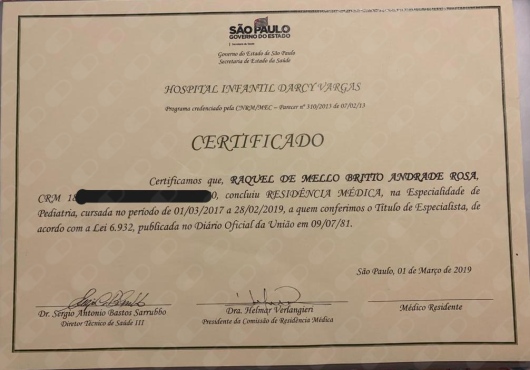 SÃO PAULO
GOVERNO DO ESTADO
Governo do Estado de São Paulo
Secretaria de Estado da Saúde
HOSPITAL INFANTIL DARCY VARGAS
Programa credenciado pela CNRM/MEC – Parecer nº 110/2013 de 07/02/13
CERTIFICADO
Certificamos que, RAQUEL DE MELLO BRITTO ANDRADE ROSA,
CRM 18 0, concluiu RESIDÊNCIA MÉDICA, na Especialidade de
Pediatria, cursada no período de 01/03/2017 a 28/02/2019, a quem conferimos o Título de Especialista, de
acordo com a Lei 6.932, publicada no Diário Oficial da União em 09/07/81.
São Paulo, 01 de Março de 2019
Dr. Sérgio Antonio Bastos Sarrubbo
Diretor Técnico de Saúde III
Dra. Helmar Verlangieri
Presidente da Comissão de Residência Médica
Médico Residente